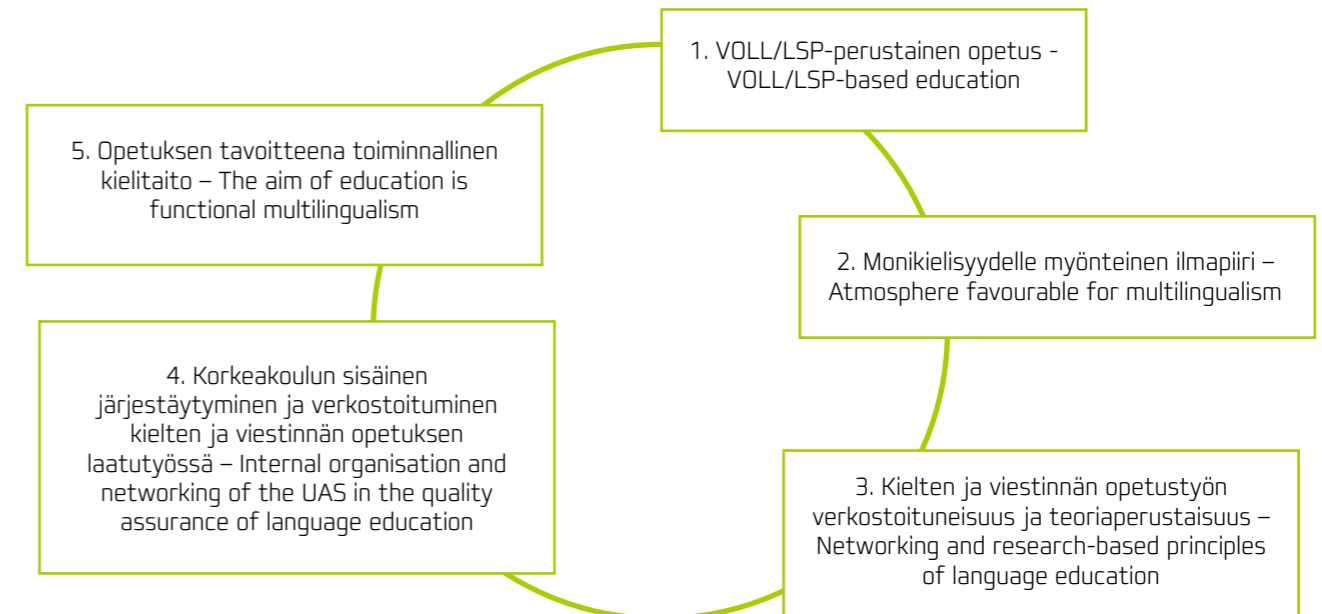 1. VOLL/LSP-perustainen opetus -
VOLL/LSP-based education
2. Monikielisyydelle myönteinen ilmapiiri –
Atmosphere favourable for multilingualism
3. Kielten ja viestinnän opetustyön
verkostoituneisuus ja teoriaperustaisuus –
Networking and research-based principles
of language education
4. Korkeakoulun sisäinen
järjestäytyminen ja verkostoituminen
kielten ja viestinnän opetuksen
laatutyössä – Internal organisation and
networking of the UAS in the quality
assurance of language education
5. Opetuksen tavoitteena toiminnallinen
kielitaito – The aim of education is
functional multilingualism